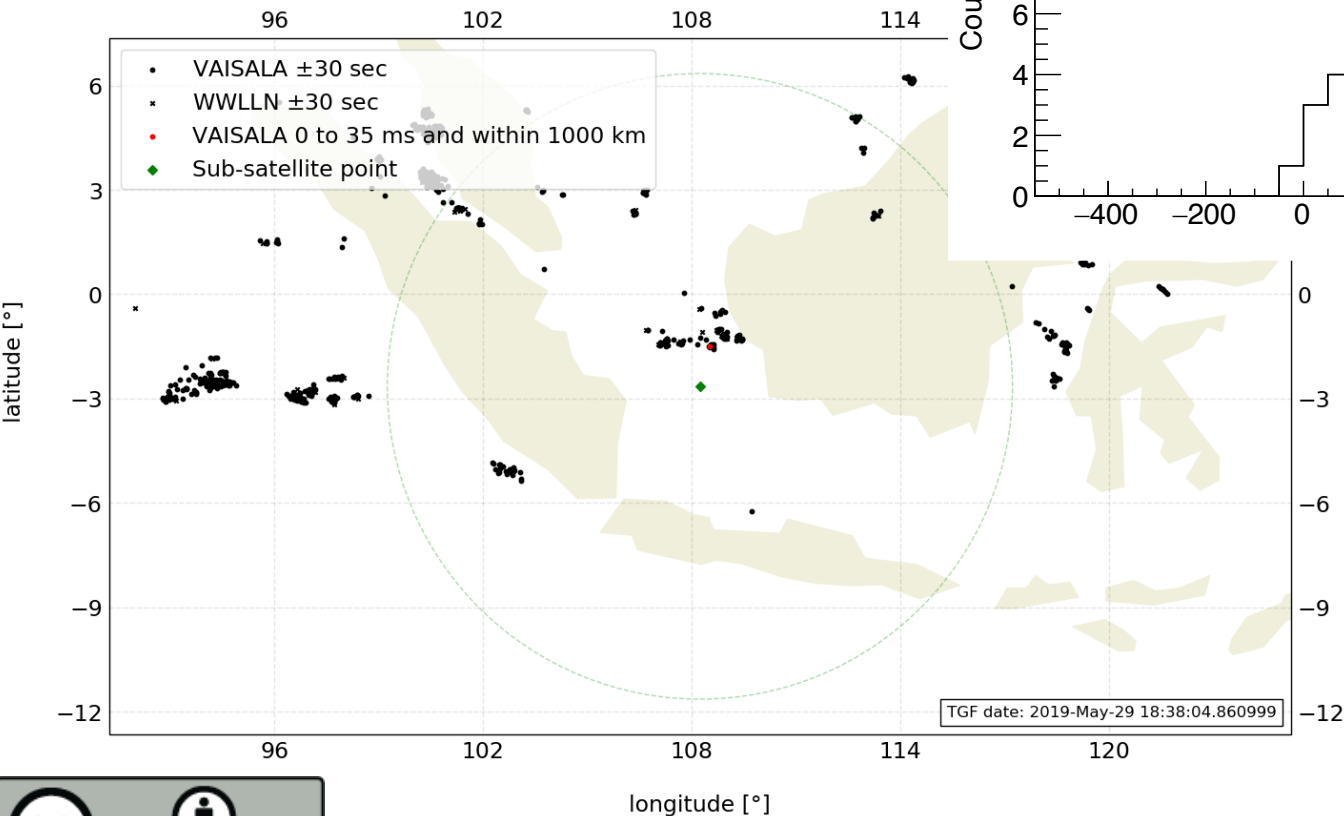 96 102 108 114
VAISALA ±30 sec
WWLLN ±30 sec
VAISALA 0 to 35 ms and within 1000 km
Sub-satellite point
6
3
0
−3
−6
−9
−12
latitude [°]
0
−3
−6
−9
−12
TGF date: 2019-May-29 18:38:04.860999
96 102 108 114 120
longitude [°]
6
4
2
0
−400 −200 0